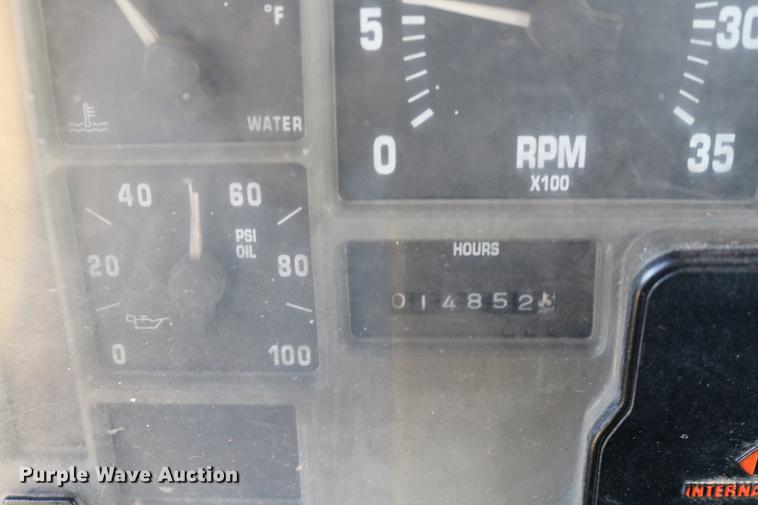 °F
WATER
5
30
0
35
RPM
X100
40
60
PSI
OIL
20
80
0
100
HOURS
014852
Purple Wave Auction
INTERNA